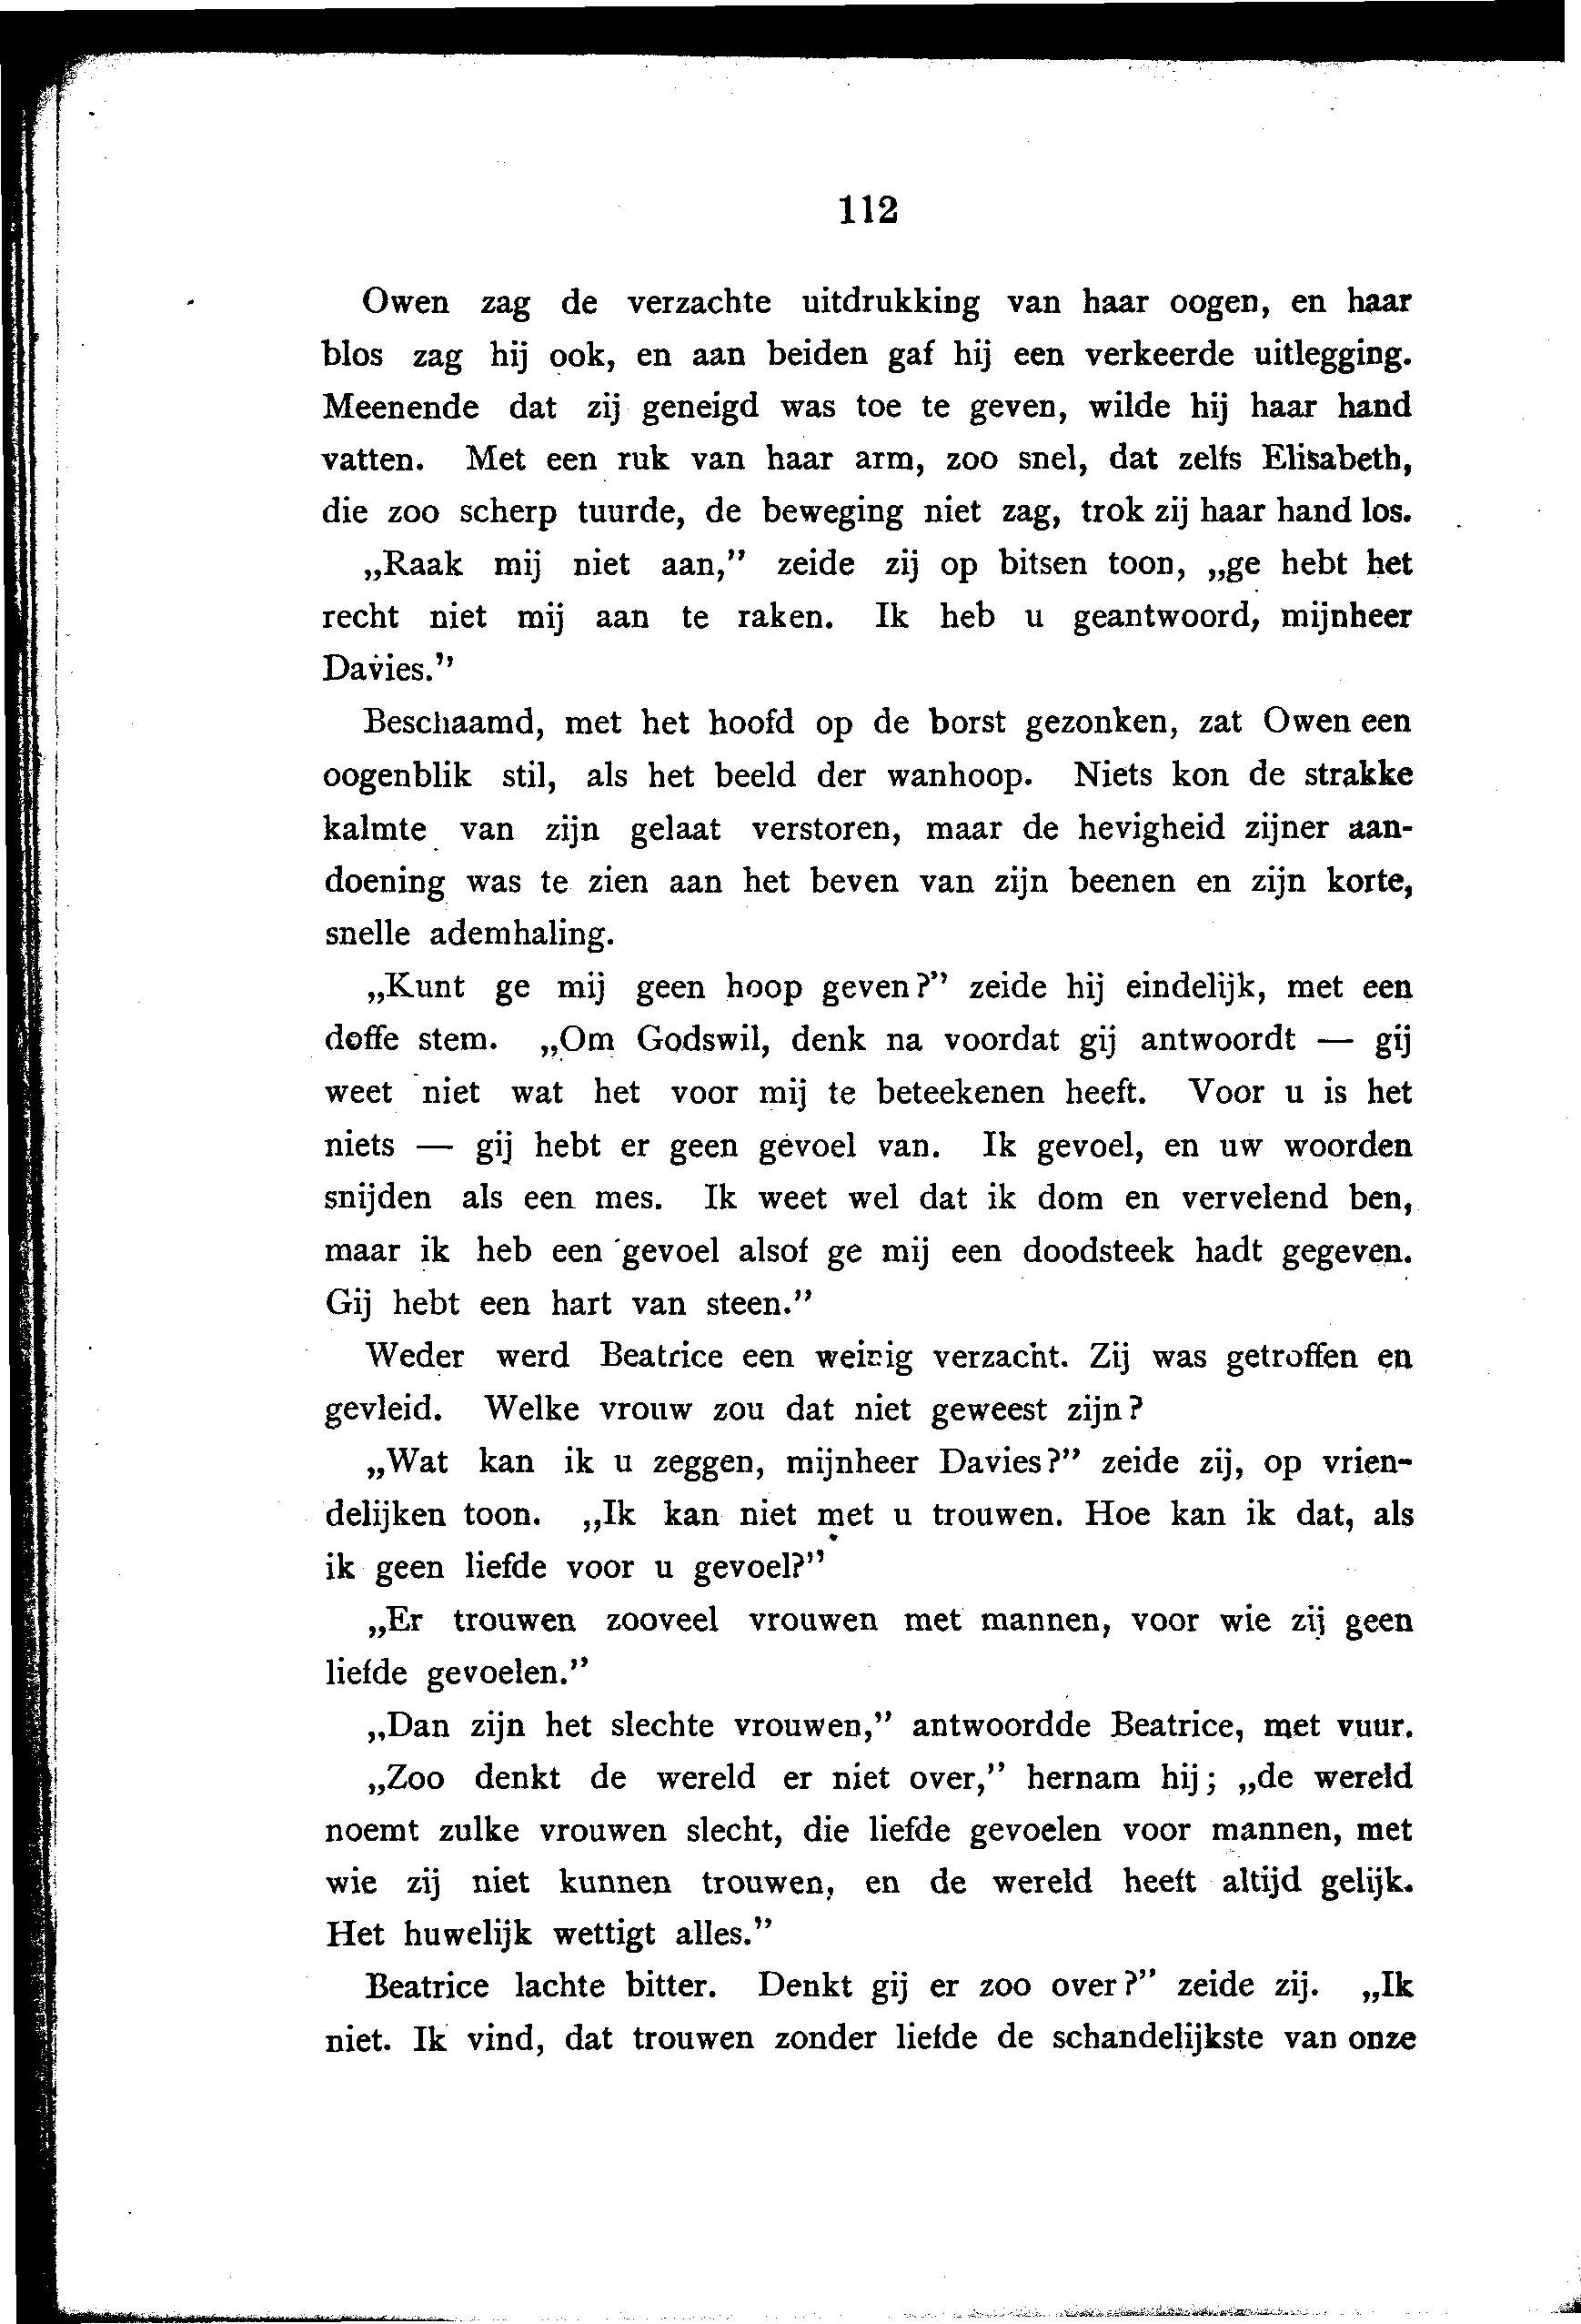 112
Owen zag de verzachte uitdrukking van haar oogen, en haar
blos zag hij ook, en aan beiden gaf hij een verkeerde uitlegging.
Meenende dat zij geneigd was toe te geven, wilde hij haar hand
vatten. Met een ruk van haar arm, zoo snel, dat zelfs Elisabeth,
die zoo scherp tuurde, de beweging niet zag, trok zij haar hand los.
„Raak mij niet aan,” zeide zij op bitsen toon, „ge hebt het
recht niet mij aan te raken. Ik heb u geantwoord, mijnheer
Davies.”
Beschaamd, met het hoofd op de borst gezonken, zat Owen een
oogenblik stil, als het beeld der wanhoop. Niets kon de strakke
kalmte van zijn gelaat verstoren, maar de hevigheid zijner aan-
doening was te zien aan het beven van zijn beenen en zijn korte,
snelle ademhaling.
„Kunt ge mij geen hoop geven?” zeide hij eindelijk, met een
doffe stem. „Om Godswil, denk na voordat gij antwoordt — gij
weet niet wat het voor mij te beteekenen heeft. Voor u is het
niets — gij hebt er geen gevoel van. Ik gevoel, en uw woorden
snijden als een mes. Ik weet wel dat ik dom en vervelend ben,
maar ik heb een gevoel alsof ge mij een doodsteek hadt gegeven.
Gij hebt een hart van steen.”
Weder werd Beatrice een weinig verzacht. Zij was getroffen en
gevleid. Welke vrouw zou dat niet geweest zijn?
„Wat kan ik u zeggen, mijnheer Davies?” zeide zij, op vrien-
delijken toon. „Ik kan niet met u trouwen. Hoe kan ik dat, als
ik geen liefde voor u gevoel?”
„Er trouwen zooveel vrouwen met mannen, voor wie zij geen
liefde gevoelen.”
„Dan zijn het slechte vrouwen,” antwoordde Beatrice, met vuur.
„Zoo denkt de wereld er niet over,” hernam hij; „de wereld
noemt zulke vrouwen slecht, die liefde gevoelen voor mannen, met
wie zij niet kunnen trouwen, en de wereld heeft altijd gelijk.
Het huwelijk wettigt alles.”
Beatrice lachte bitter. Denkt gij er zoo over?” zeide zij. „Ik
niet. Ik vind, dat trouwen zonder liefde de schandelijkste van onze